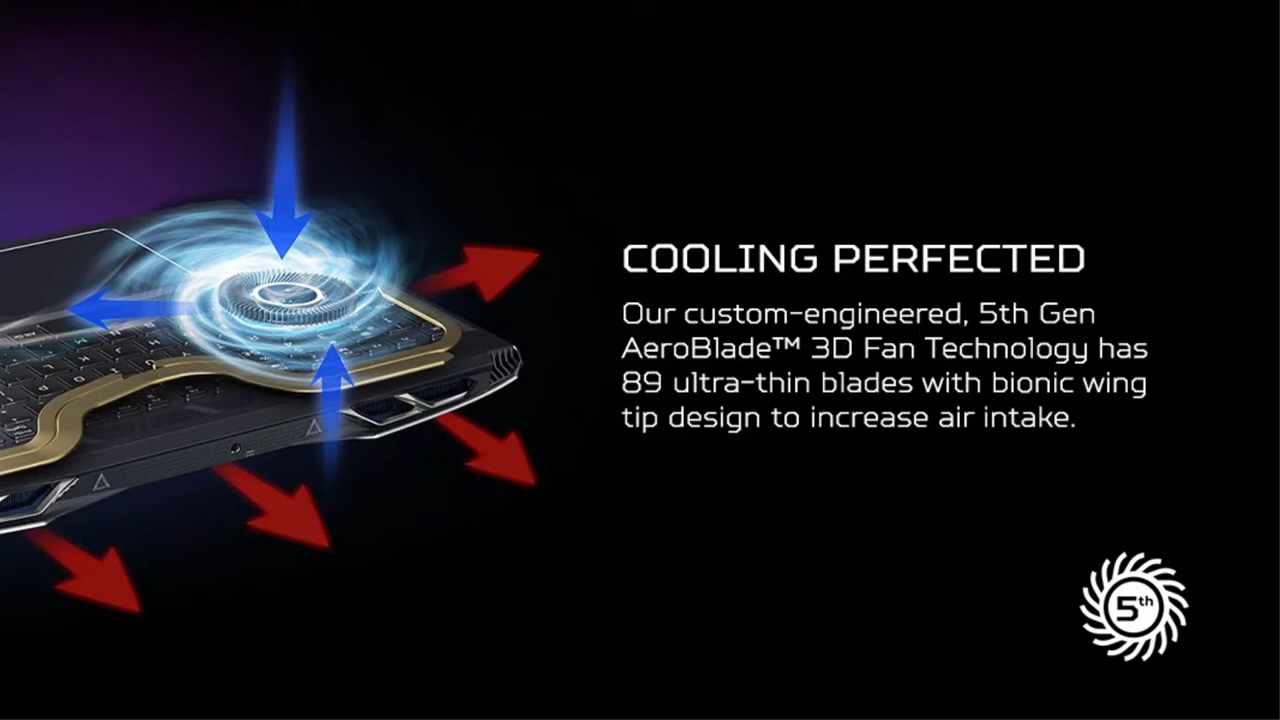 COOLING PERFECTED
Our custom-engineered, 5th Gen
AeroBlade™ 3D Fan Technology has
89 ultra-thin blades with bionic wing
tip design to increase air intake.
5th